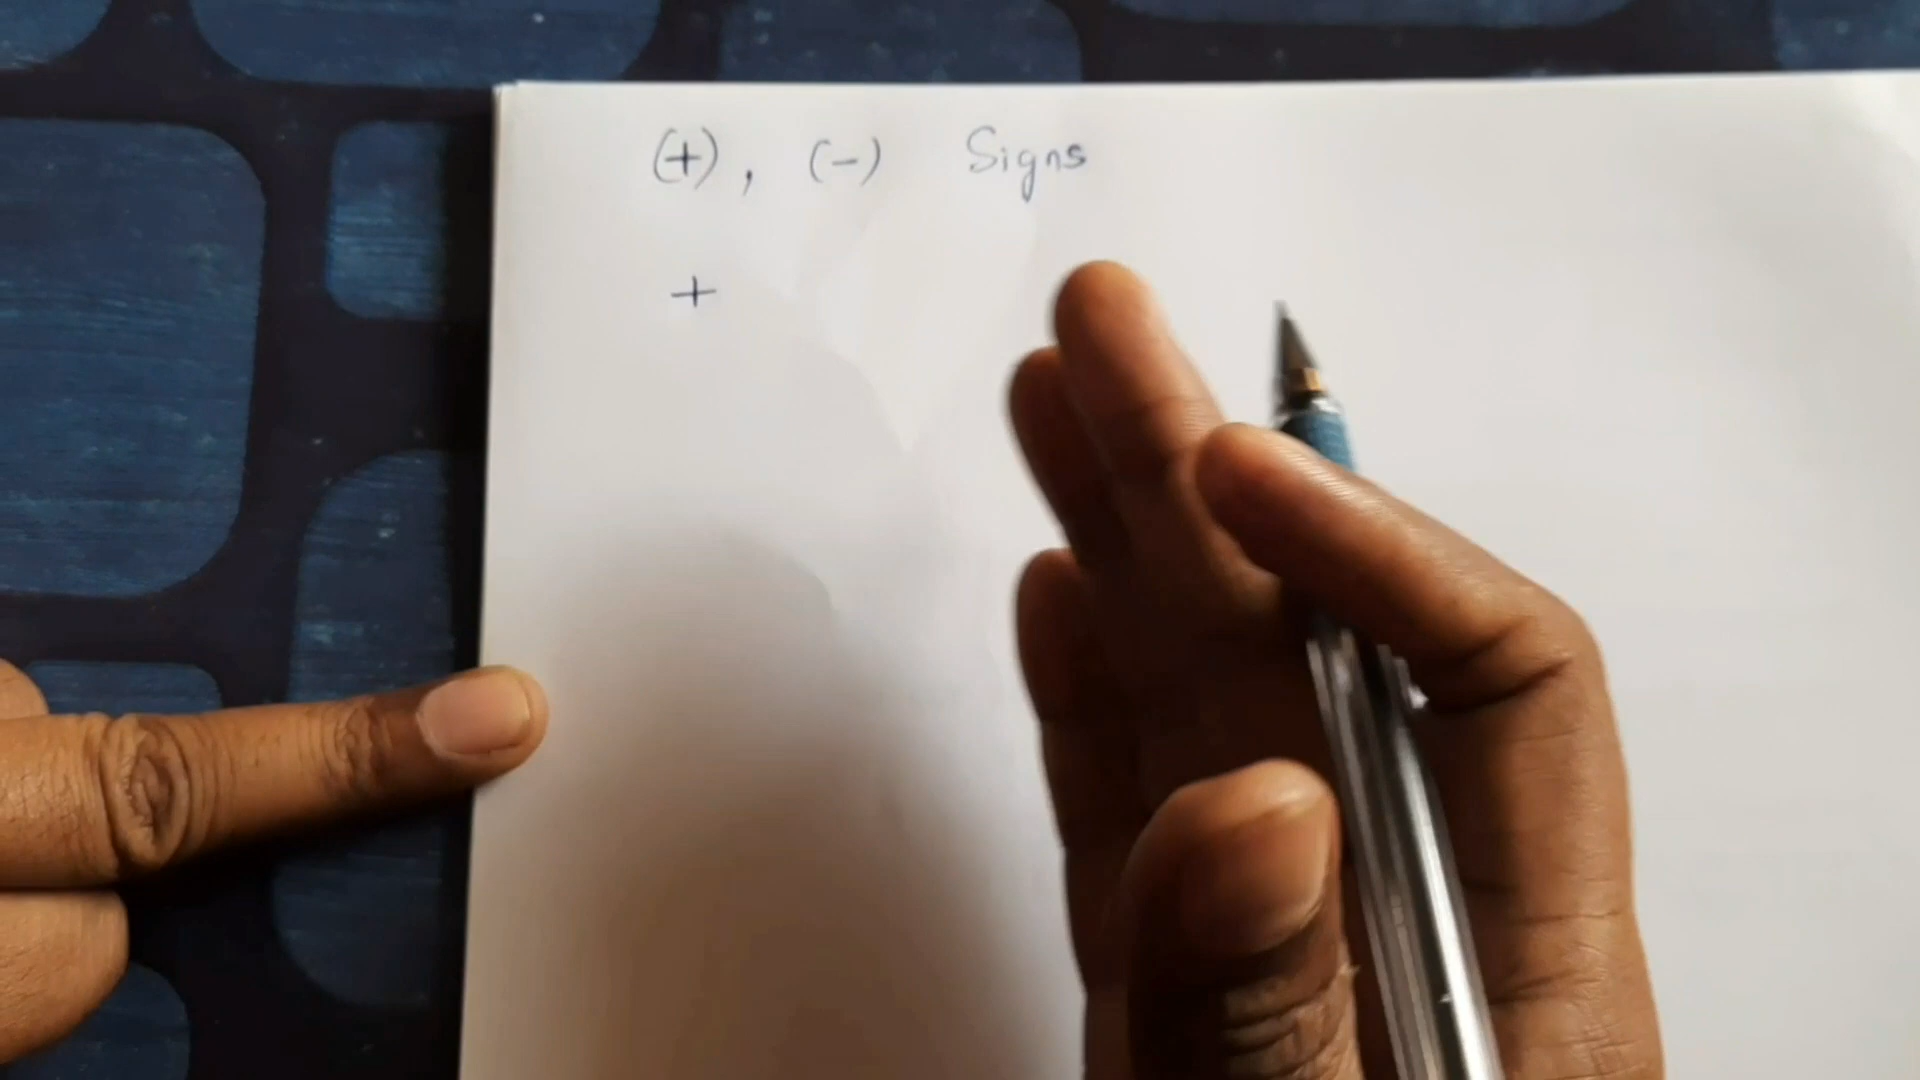 (+), (-) Signs
+